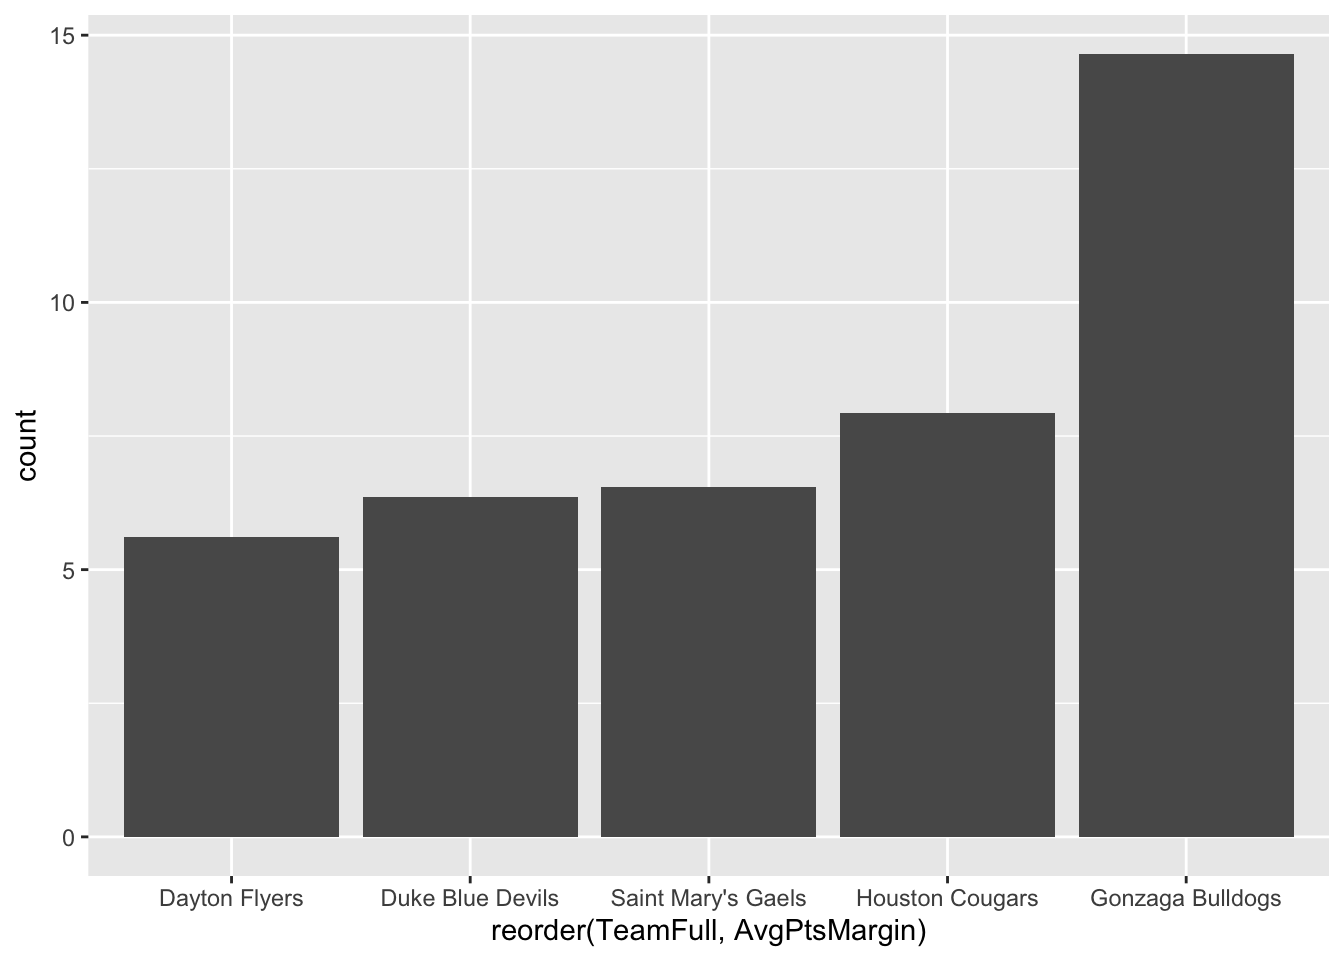 15
10
5
0
count
Dayton Flyers
Duke Blue Devils
Saint Mary's Gaels
Houston Cougars
Gonzaga Bulldogs
reorder(TeamFull, AvgPtsMargin)